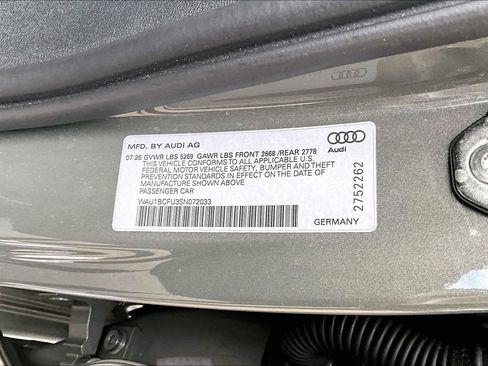 MFD. BY AUDI AG
07 25 GVWR LBS 5269 GAWR LBS FRONT 2668 /REAR 2778
THIS VEHICLE CONFORMS TO ALL APPLICABLE U.S.
FEDERAL MOTOR VEHICLE SAFETY, BUMPER AND THEFT
PREVENTION STANDARDS IN EFFECT ON THE DATE OF
MANUFACTURE SHOWN ABOVE
PASSENGER CAR
WAU1BCFU3SN072033
Audi
2752262
GERMANY